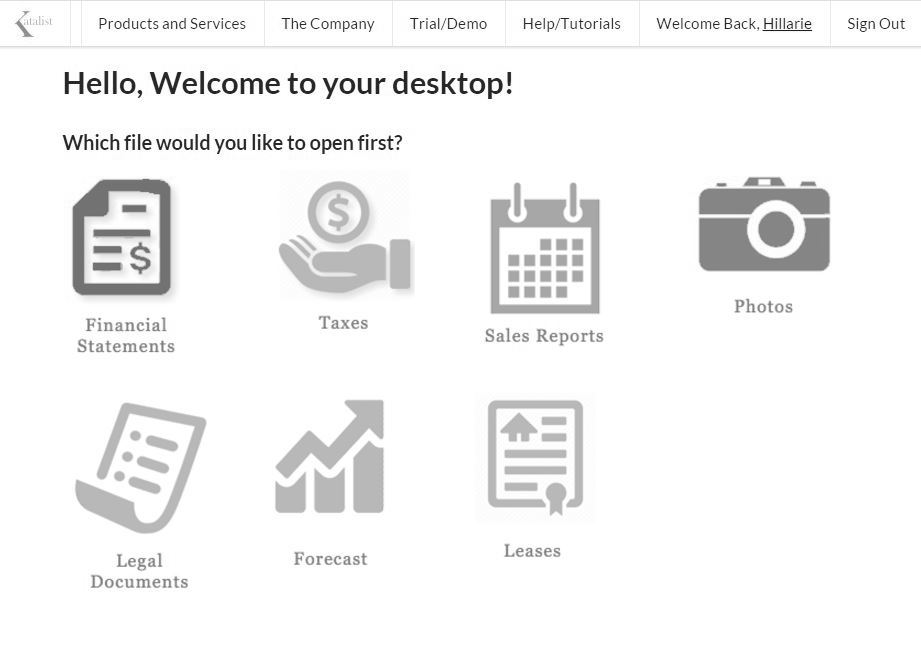 Katalist
Products and Services
The Company
Trial/Demo
Help/Tutorials
Welcome Back, Hillarie
Sign Out
Hello, Welcome to your desktop!
Which file would you like to open first?
$
$
Financial
Statements
Taxes
Sales Reports
Photos
Legal
Documents
Forecast
Leases